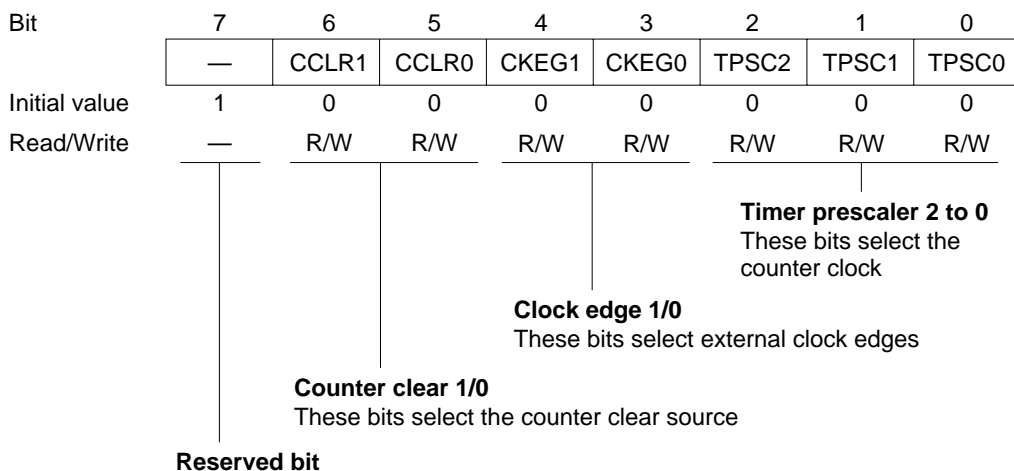 Bit 7 6 5 4 3 2 1 0
— CCLR1 CCLR0 CKEG1 CKEG0 TPSC2 TPSC1 TPSC0
Initial value 1 0 0 0 0 0 0 0
Read/Write — R/W R/W R/W R/W R/W R/W R/W
Timer prescaler 2 to 0
These bits select the
counter clock
Clock edge 1/0
These bits select external clock edges
Counter clear 1/0
These bits select the counter clear source
Reserved bit